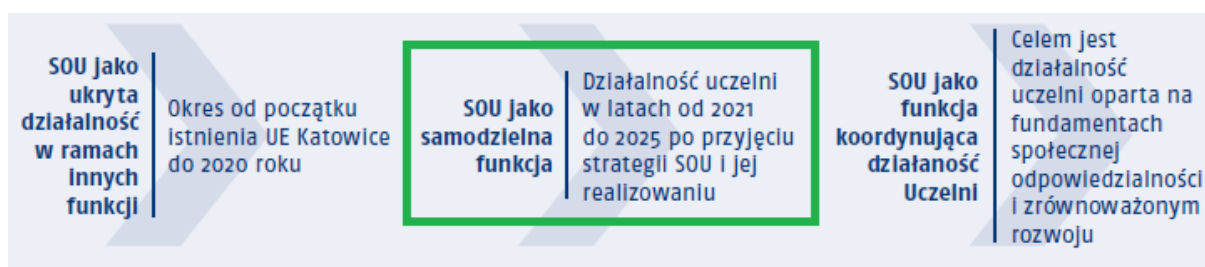 SOU jako
ukryta
działalność
w ramach
innych
funkcji
Okres od początku
istnienia UE Katowice
do 2020 roku
SOU jako
samodzielna
funkcja
Działalność uczelni
w latach od 2021
do 2025 po przyjęciu
strategii SOU i jej
realizowaniu
SOU jako
funkcja
koordynująca
działaność
Uczelni
Celem jest
działalność
uczelni oparta na
fundamentach
społecznej
odpowiedzialności
i zrównoważonym
rozwoju